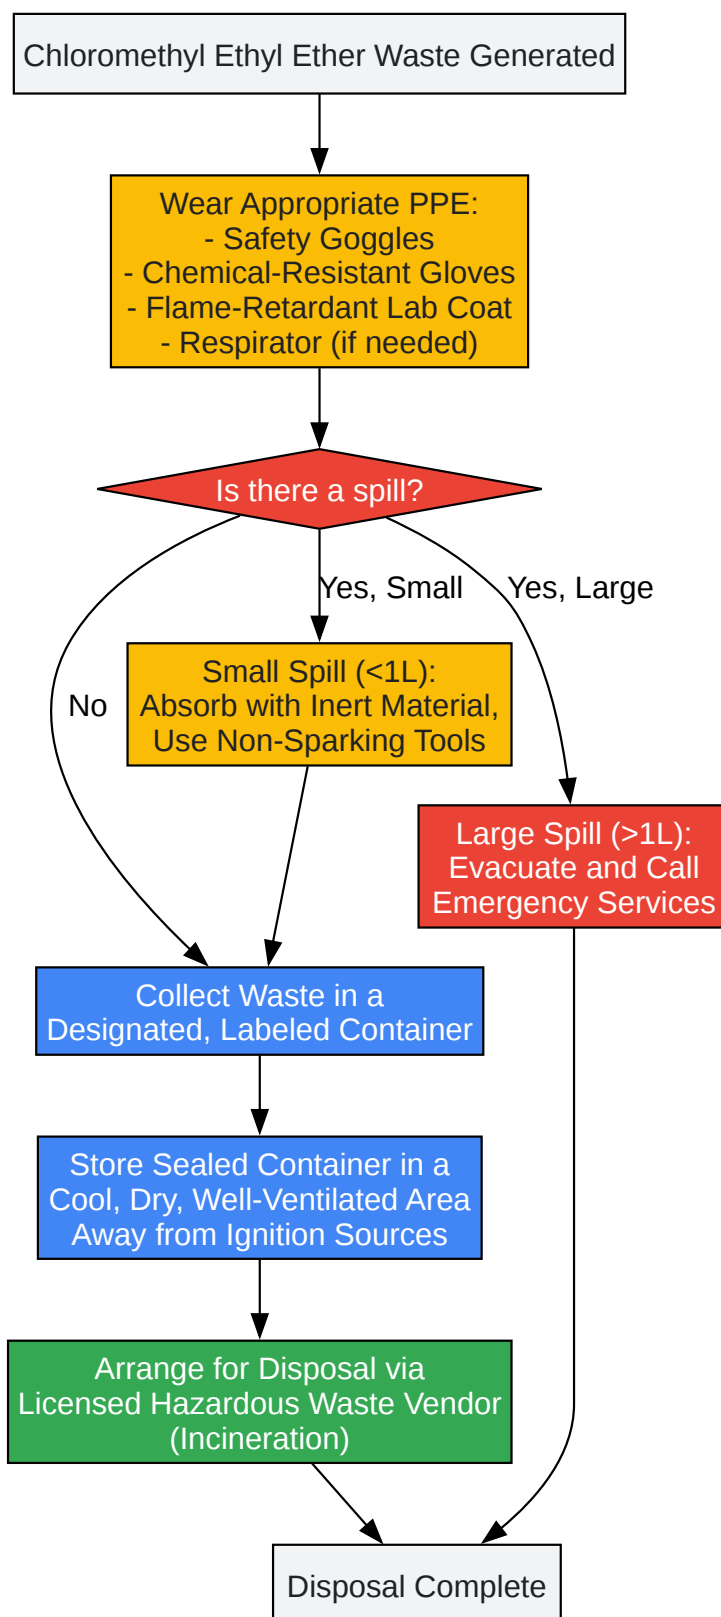 Chloromethyl Ethyl Ether Waste Generated
Wear Appropriate PPE:
- Safety Goggles
- Chemical-Resistant Gloves
- Flame-Retardant Lab Coat
- Respirator (if needed)
Is there a spill?
Yes, Small
Yes, Large
No
Small Spill (<1L):
Absorb with Inert Material,
Use Non-Sparking Tools
Large Spill (>1L):
Evacuate and Call
Emergency Services
Collect Waste in a
Designated, Labeled Container
Store Sealed Container in a
Cool, Dry, Well-Ventilated Area
Away from Ignition Sources
Arrange for Disposal via
Licensed Hazardous Waste Vendor
(Incineration)
Disposal Complete